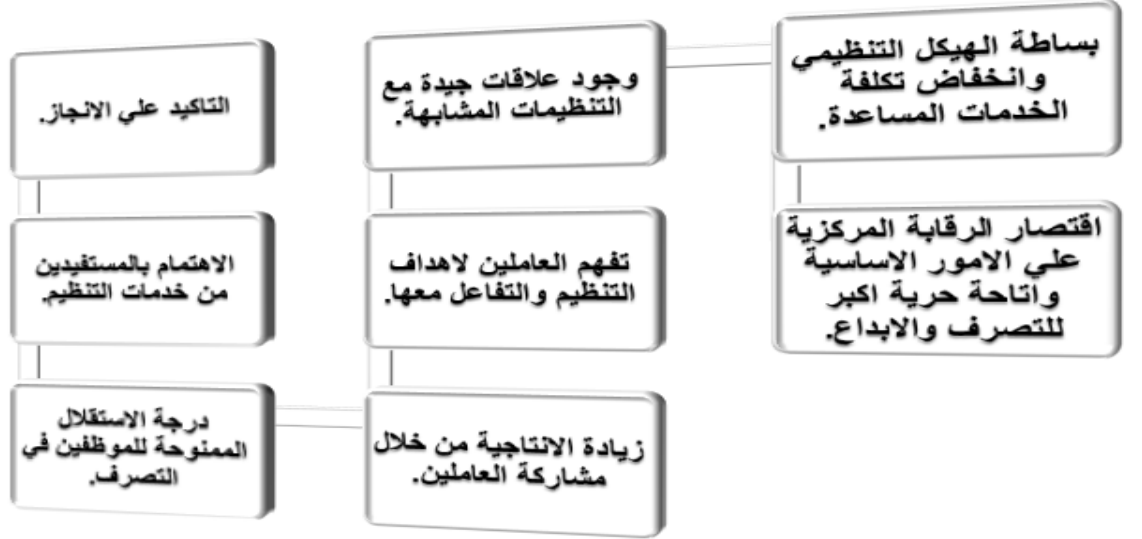 التاكيد علي الانجاز.
الاهتمام بالمستفيدين
من خدمات التنظيم.
درجة الاستقلال
الممنوحة للموظفين في
التصرف.
زيادة الانتاجية من خلال
مشاركة العاملين.
تفهم العاملين لاهداف
التنظيم والتفاعل معها.
وجود علاقات جيدة مع
التنظيمات المشابهة.
بساطة الهيكل التنظيمي
وانخفاض تكلفة
الخدمات المساعدة.
اقتصار الرقابة المركزية
علي الامور الاساسية
واتاحة حرية اكبر
للتصرف والابداع.